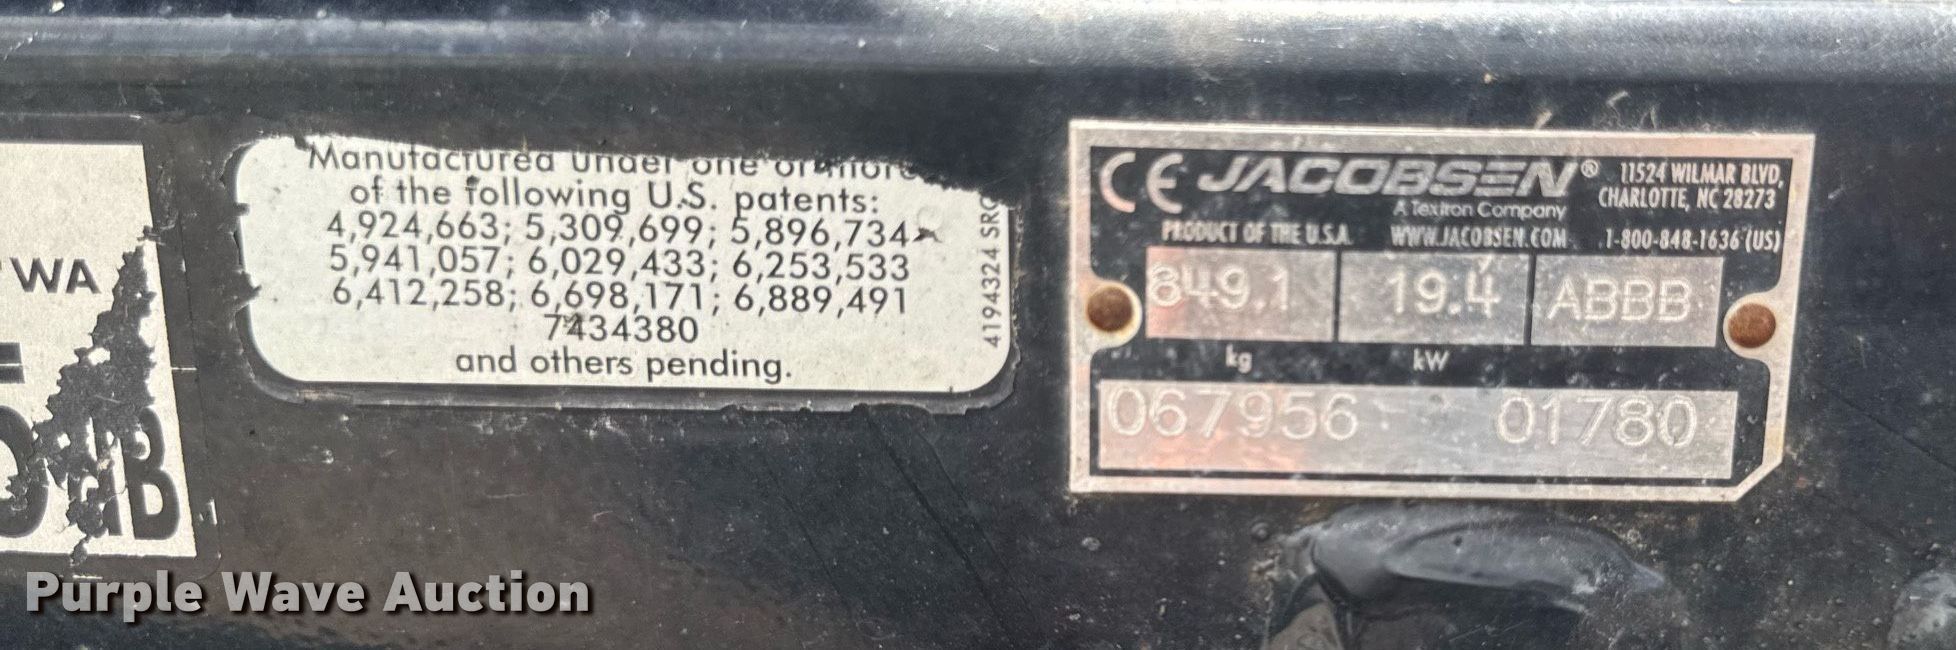 WA
dB
Manufactured under one or more
of the following U.S. patents:
4,924,663; 5,309,699; 5,896,734
5,941,057; 6,029,433; 6,253,533
6,412,258; 6,698,171; 6,889,491
7434380
and others pending.
4194324
CE JACOBSEN® 11524 WILMAR BLVD.
A Textron Company CHARLOTTE, NC 28273
PRODUCT OF THE U.S.A. WWW.JACOBSEN.COM 1-800-848-1636 (US)
849.1 19.4 ABBB
kg kW
067956 01780
Purple Wave Auction